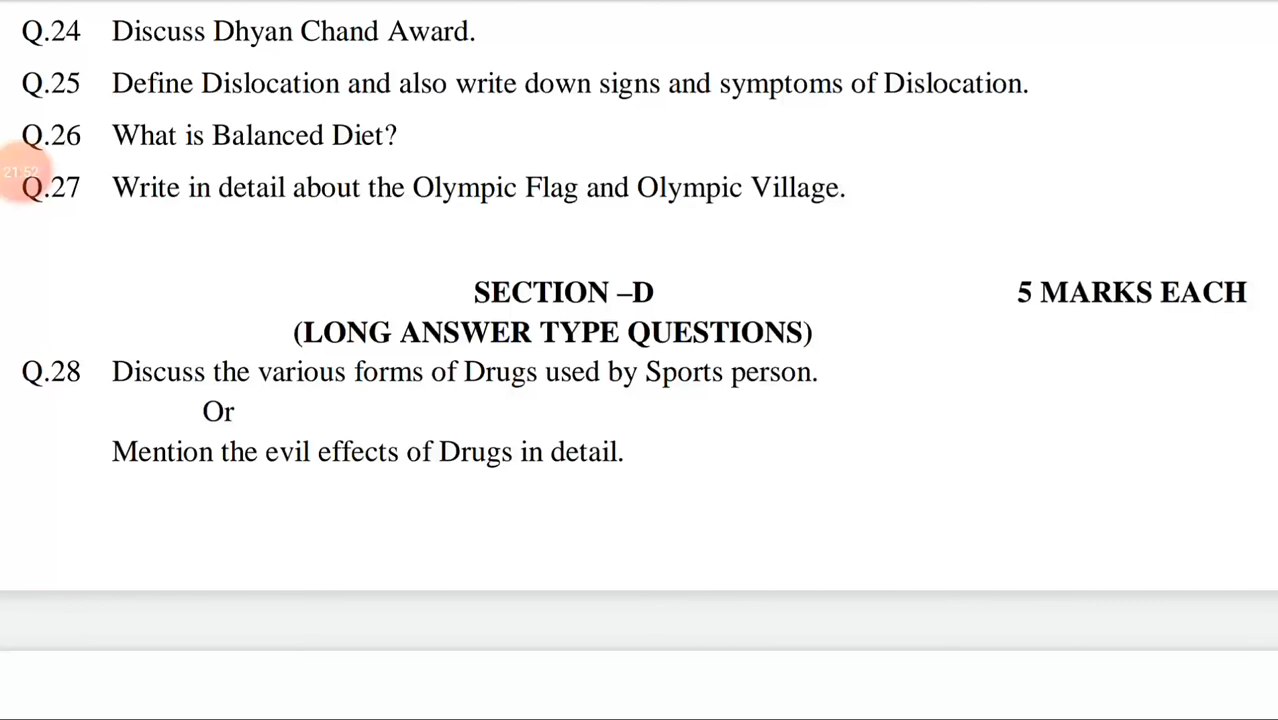 Q.24 Discuss Dhyan Chand Award.
Q.25 Define Dislocation and also write down signs and symptoms of Dislocation.
Q.26 What is Balanced Diet?
21:52
Q.27 Write in detail about the Olympic Flag and Olympic Village.
SECTION –D 5 MARKS EACH
(LONG ANSWER TYPE QUESTIONS)
Q.28 Discuss the various forms of Drugs used by Sports person.
Or
Mention the evil effects of Drugs in detail.